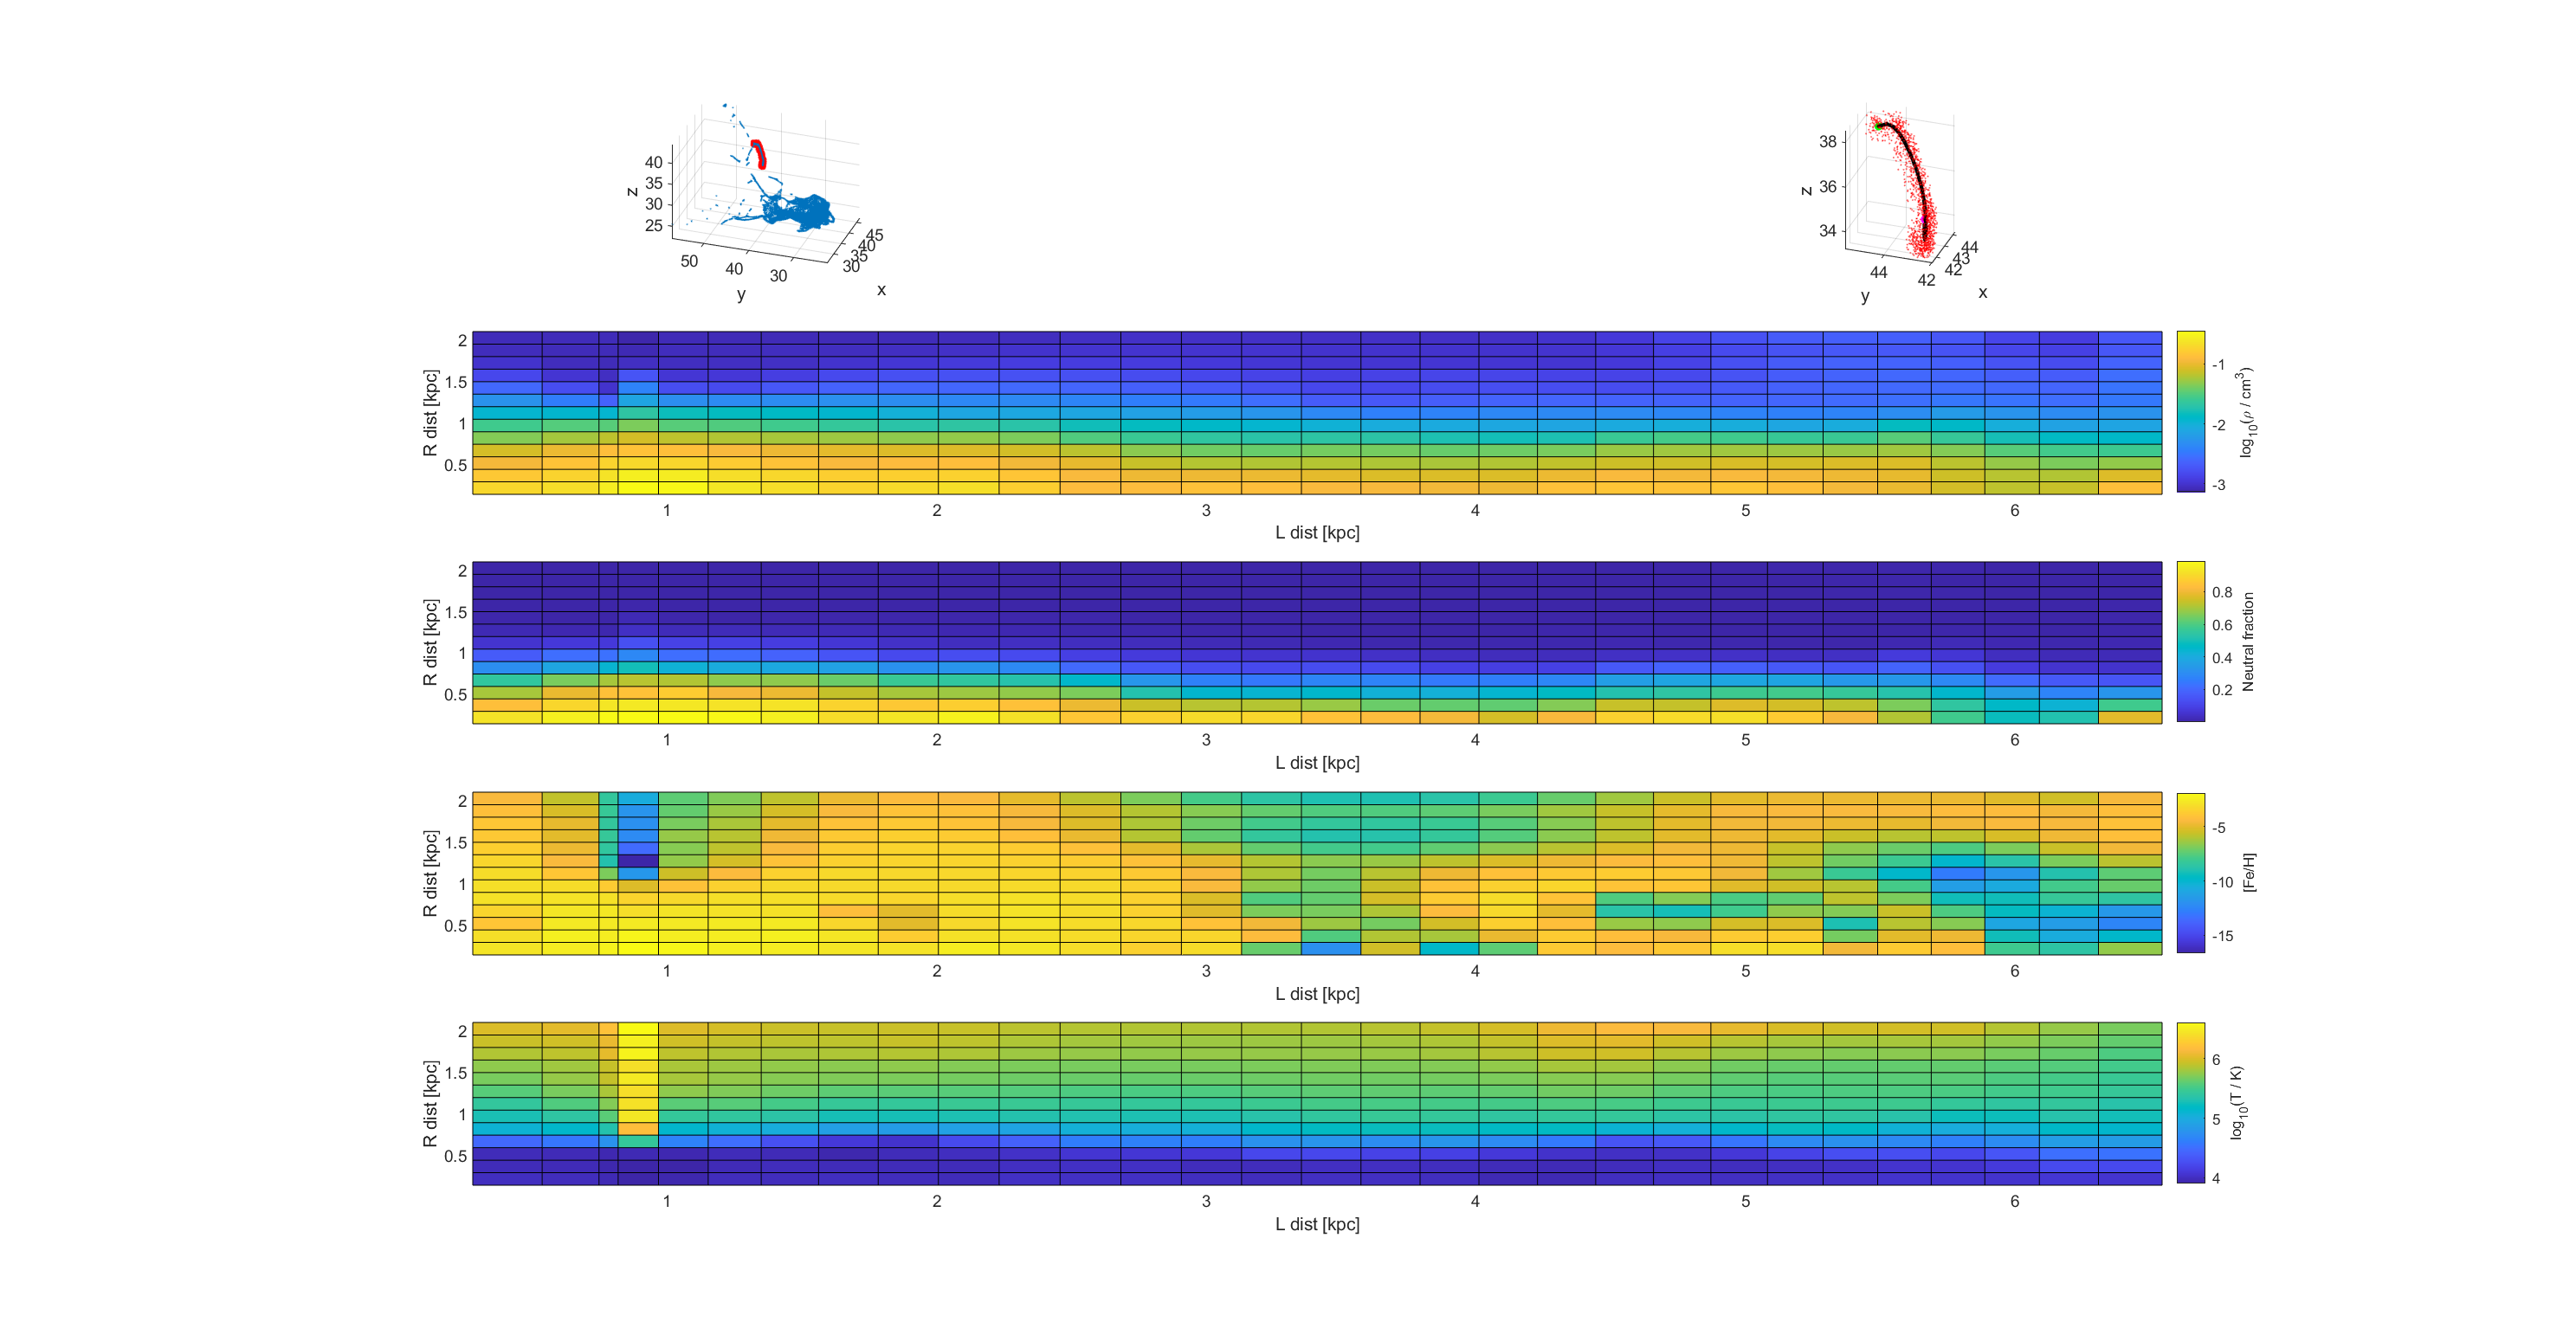 40
35
30
25
z
50
40
30
y
45
40
35
30
x
38
36
34
z
44
42
y
44
43
42
x
2
1.5
1
0.5
R dist [kpc]
1 2 3 4 5 6
L dist [kpc]
-1
-2
-3
log10(ρ / cm3)
2
1.5
1
0.5
R dist [kpc]
1 2 3 4 5 6
L dist [kpc]
0.8
0.6
0.4
0.2
Neutral fraction
2
1.5
1
0.5
R dist [kpc]
1 2 3 4 5 6
L dist [kpc]
-5
-10
-15
[Fe/H]
2
1.5
1
0.5
R dist [kpc]
1 2 3 4 5 6
L dist [kpc]
6
5
4
log10(T / K)